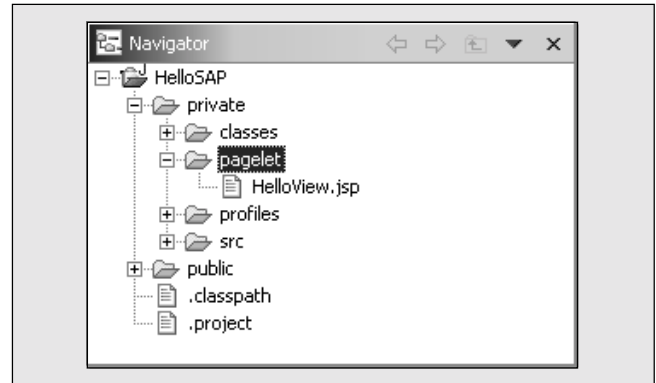 Navigator
HelloSAP
private
classes
pagelet
HelloView.jsp
profiles
src
public
.classpath
.project